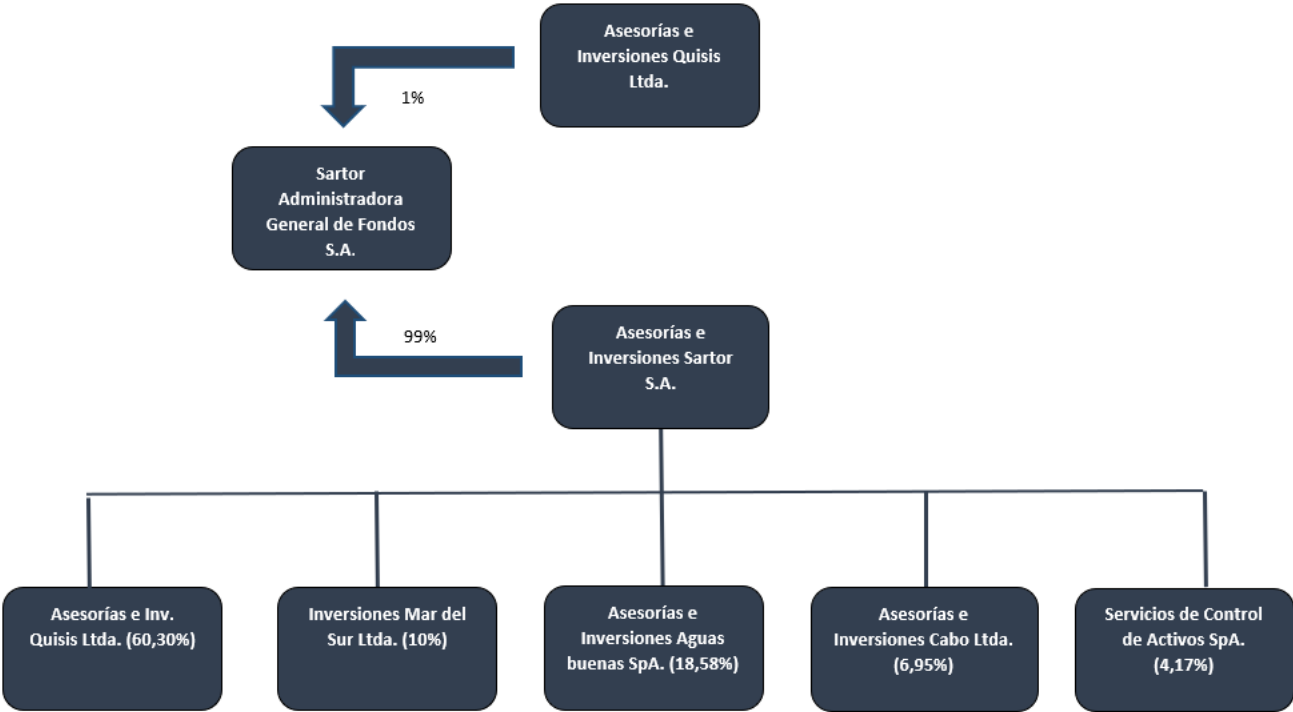 Asesorías e
Inversiones Quisis
Ltda.
1%
Sartor
Administradora
General de Fondos
S.A.
99%
Asesorías e
Inversiones Sartor
S.A.
Asesorías e Inv.
Quisis Ltda. (60,30%)
Inversiones Mar del
Sur Ltda. (10%)
Asesorías e
Inversiones Aguas
buenas SpA. (18,58%)
Asesorías e
Inversiones Cabo Ltda.
(6,95%)
Servicios de Control
de Activos SpA.
(4,17%)